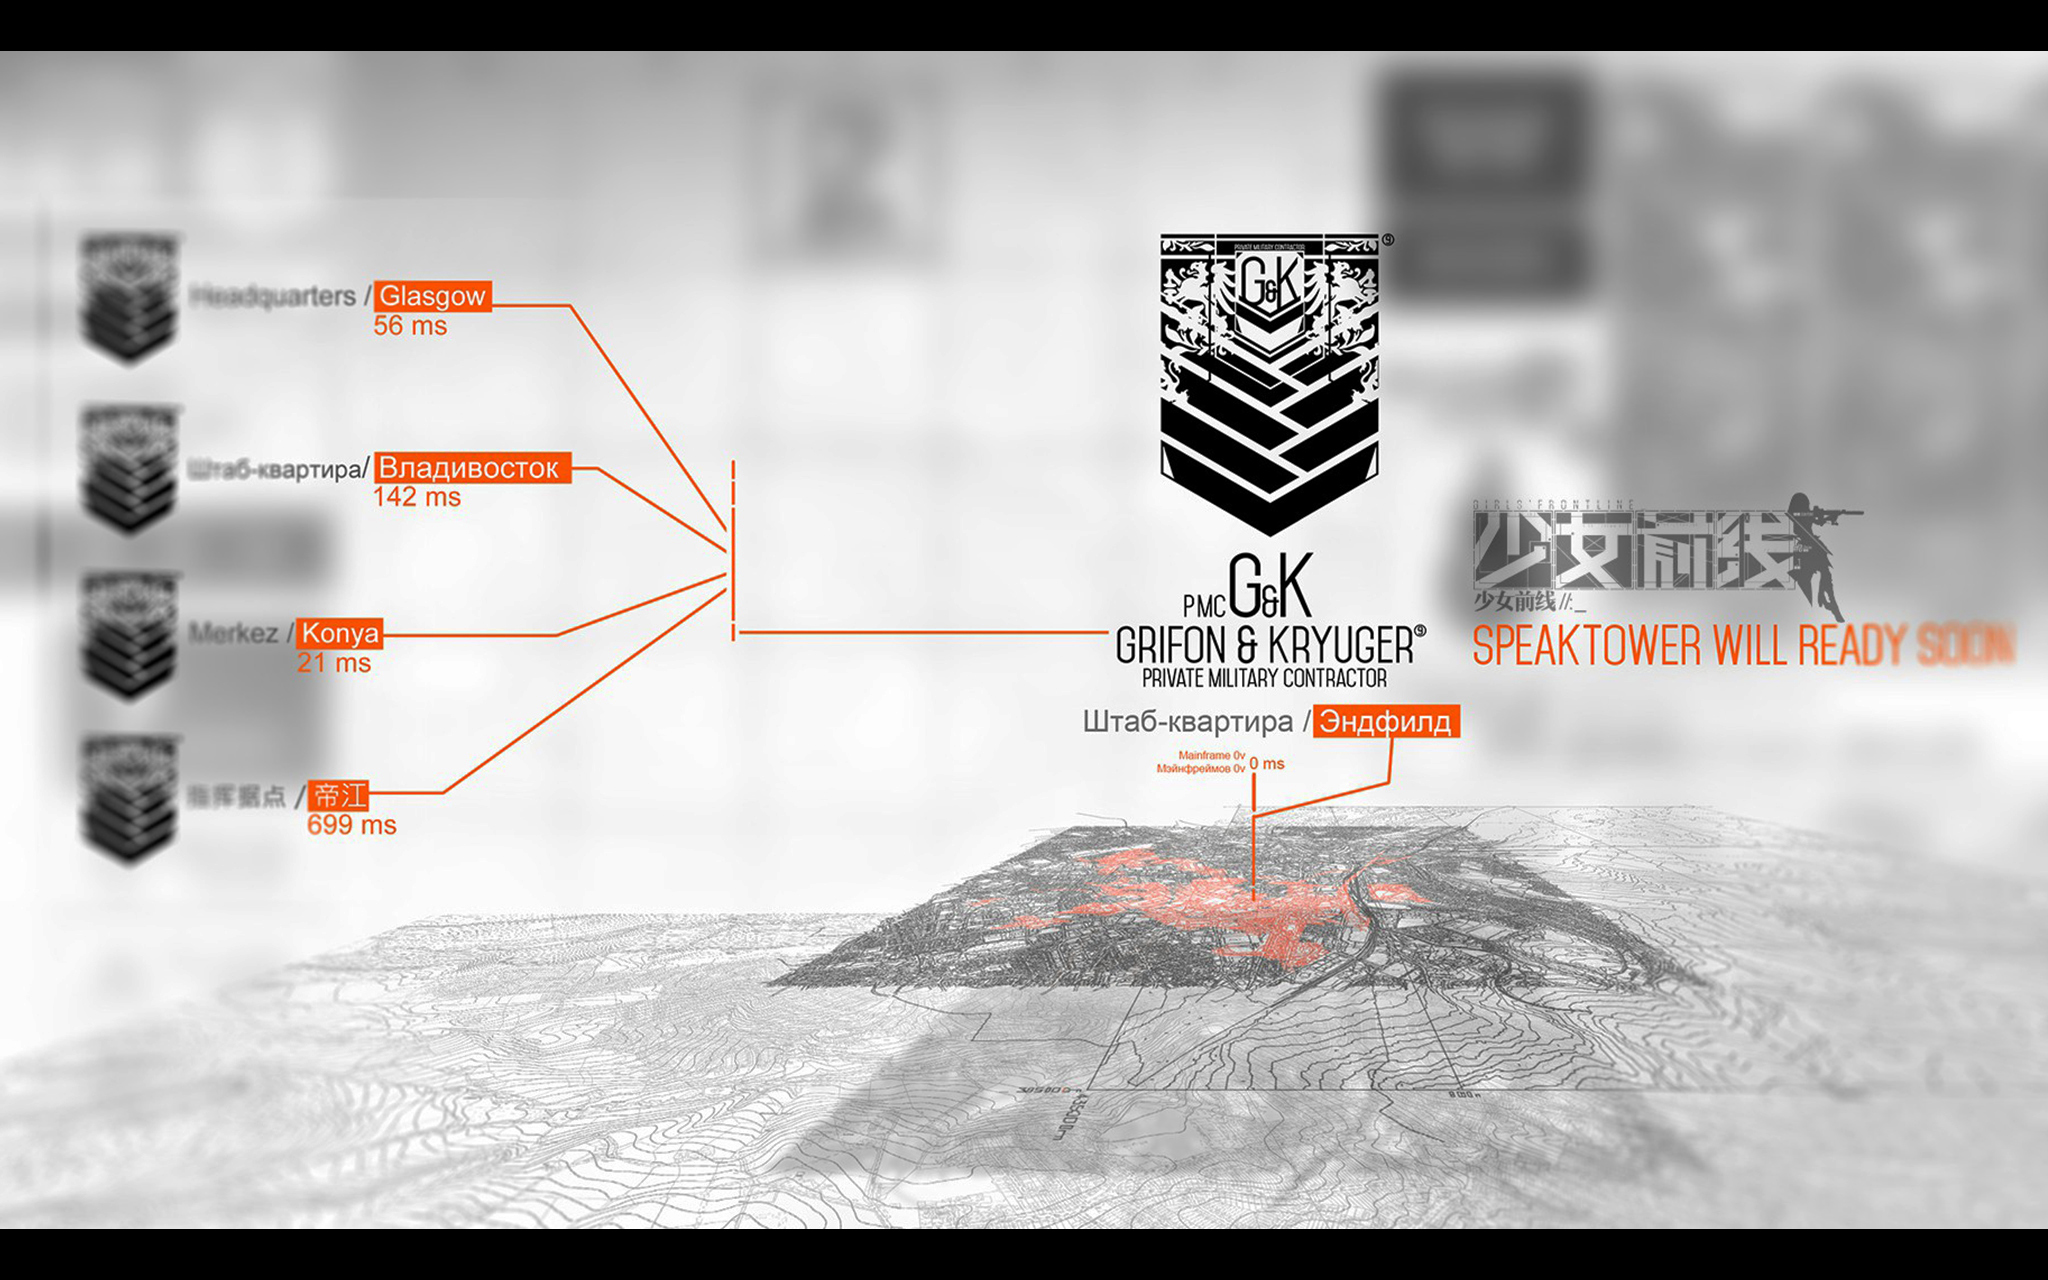 Headquarters / Glasgow
56 ms
Штаб-квартира/ Владивосток
142 ms
Merkez / Konya
21 ms
指挥据点 / 帝江
699 ms
PRIVATE MILITARY CONTRACTOR
G&K
PMC G&K
GRIFON & KRYUGER
PRIVATE MILITARY CONTRACTOR
Штаб-квартира / Эндфилд
Mainframe 0v
Мэйнфреймов 0v
0 ms
GIRLS' FRONTLINE
少女前线
少女前线//:_
SPEAKTOWER WILL READY SOON
8000 m